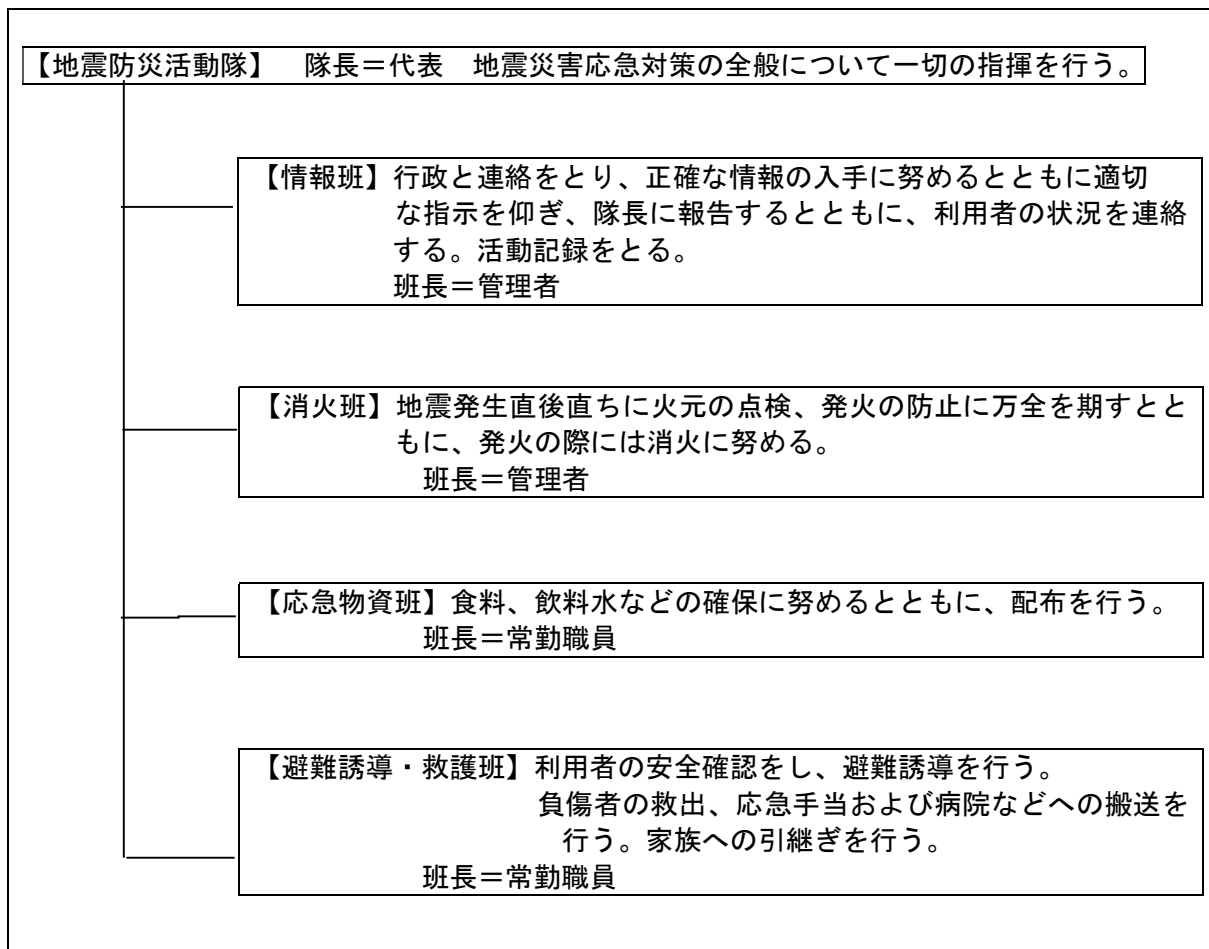 【地震防災活動隊】　隊長＝代表　地震災害応急対策の全般について一切の指揮を行う。
【情報班】行政と連絡をとり、正確な情報の入手に努めるとともに適切
な指示を仰ぎ、隊長に報告するとともに、利用者の状況を連絡
する。活動記録をとる。
班長＝管理者
【消火班】地震発生直後直ちに火元の点検、発火の防止に万全を期すとと
もに、発火の際には消火に努める。
班長＝管理者
【応急物資班】食料、飲料水などの確保に努めるとともに、配布を行う。
班長＝常勤職員
【避難誘導・救護班】利用者の安全確認をし、避難誘導を行う。
負傷者の救出、応急手当および病院などへの搬送を
行う。家族への引継ぎを行う。
班長＝常勤職員